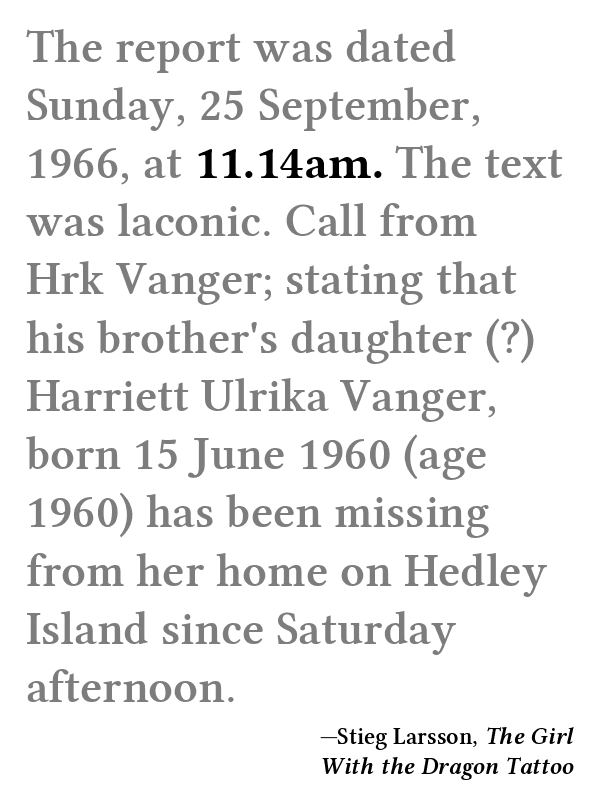 The report was dated
Sunday, 25 September,
1966, at 11.14am. The text
was laconic. Call from
Hrk Vanger; stating that
his brother's daughter (?)
Harriett Ulrika Vanger,
born 15 June 1960 (age
1960) has been missing
from her home on Hedley
Island since Saturday
afternoon.
—Stieg Larsson, The Girl
With the Dragon Tattoo